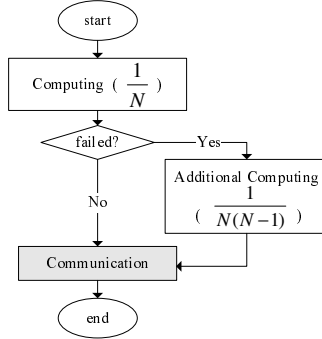 start
Computing ( 1/N )
failed?
Yes
No
Additional Computing
( 1/N(N−1) )
Communication
end